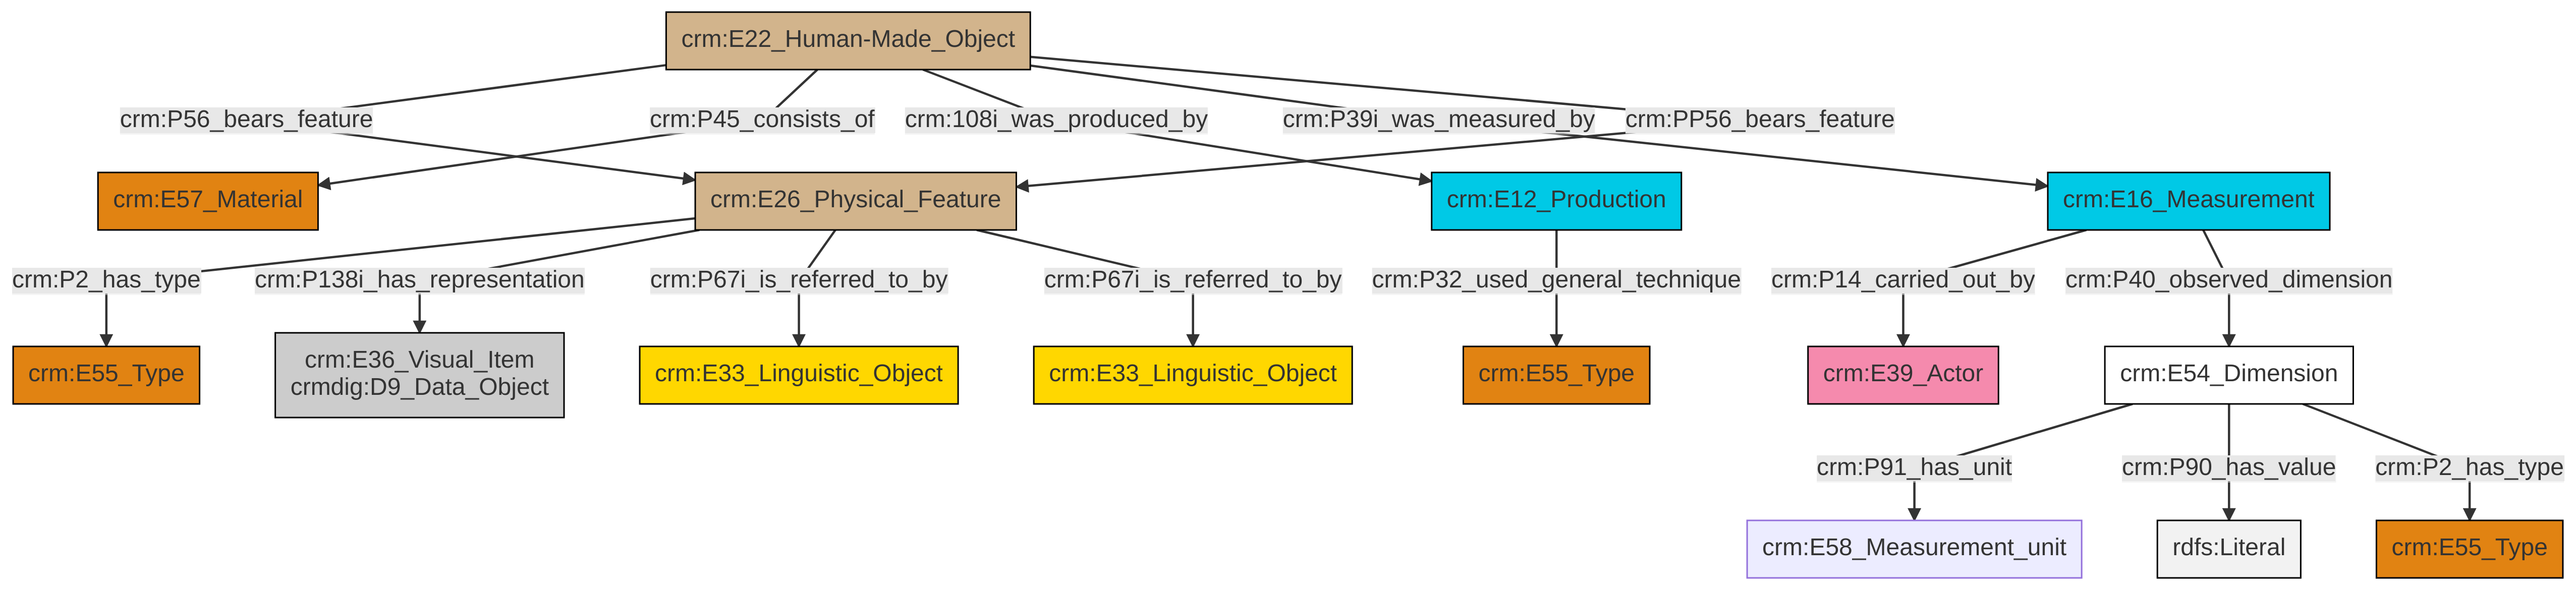 crm:E22_Human-Made_Object
crm:P56_bears_feature
crm:P45_consists_of
crm:108i_was_produced_by
crm:P39i_was_measured_by
crm:PP56_bears_feature
crm:E57_Material
crm:E26_Physical_Feature
crm:E12_Production
crm:E16_Measurement
crm:P2_has_type
crm:P138i_has_representation
crm:P67i_is_referred_to_by
crm:P67i_is_referred_to_by
crm:P32_used_general_technique
crm:P14_carried_out_by
crm:P40_observed_dimension
crm:E55_Type
crm:E36_Visual_Item
crmdig:D9_Data_Object
crm:E33_Linguistic_Object
crm:E33_Linguistic_Object
crm:E55_Type
crm:E39_Actor
crm:E54_Dimension
crm:P91_has_unit
crm:P90_has_value
crm:P2_has_type
crm:E58_Measurement_unit
rdfs:Literal
crm:E55_Type